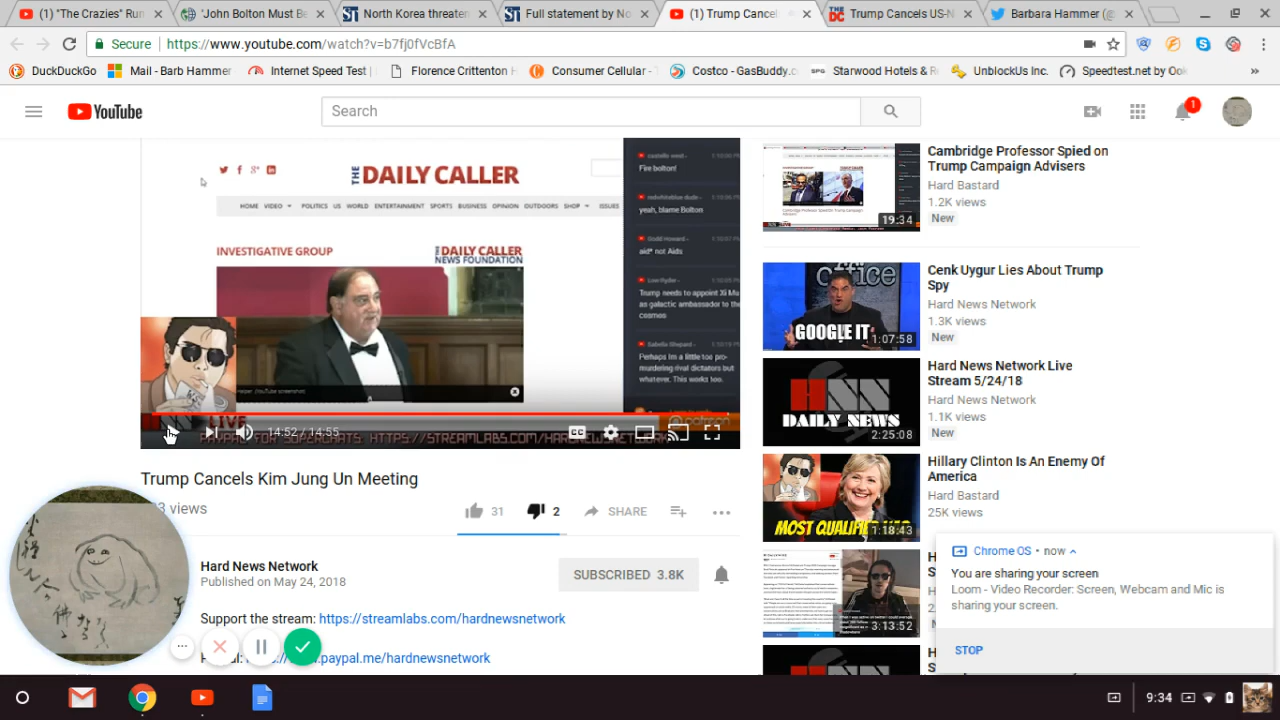 (1) "The Crazies" Run
"John Bolton Must Be
North Korea threaten
Full statement by No
(1) Trump Cancel
Trump Cancels US-N
Barbara Hammer (@
Secure
https://www.youtube.com/watch?v=b7fj0fVcBfA
DuckDuckGo
Mail - Barb Hammer
Internet Speed Test |
Florence Crittenton H
Consumer Cellular - T
Costco - GasBuddy.c
SPG
Starwood Hotels & R
UnblockUs Inc.
Speedtest.net by Ook
YouTube
Search
1
THE DAILY CALLER
HOME VIDEO POLITICS US WORLD ENTERTAINMENT SPORTS BUSINESS OPINION OUTDOORS SHOP ISSUES
INVESTIGATIVE GROUP
THE DAILY CALLER
NEWS FOUNDATION
Fire bolton!
yeah, blame Bolton
Godd Howard
aid* not Aids
Trump needs to appoint Xi Mu
as galactic ambassador to the
cosmos
Perhaps Im a little too pro-
murdering rival dictators but
whatever. This works too.
LIVE
14:52 / 14:55
HTTPS://STREAMLABS.COM/HARDNEWSNETWORK
Trump Cancels Kim Jung Un Meeting
views
31
2
SHARE
Hard News Network
Published on May 24, 2018
SUBSCRIBED 3.8K
Support the stream: https://streamlabs.com/hardnewsnetwork
.paypal.me/hardnewsnetwork
Cambridge Professor Spied on
Trump Campaign Advisers
Hard Bastard
1.2K views
New
19:34
Cenk Uygur Lies About Trump
Spy
Hard News Network
1.3K views
New
office
GOOGLE IT
1:07:58
Hard News Network Live
Stream 5/24/18
Hard News Network
1.1K views
New
HNN
DAILY NEWS
2:25:08
Hillary Clinton Is An Enemy Of
America
Hard Bastard
25K views
MOST QUALIFIED
1:18:43
3:13:52
Chrome OS • now
You are sharing your screen
Loom - Video Recorder: Screen, Webcam and Mic is
sharing your screen.
STOP
9:34